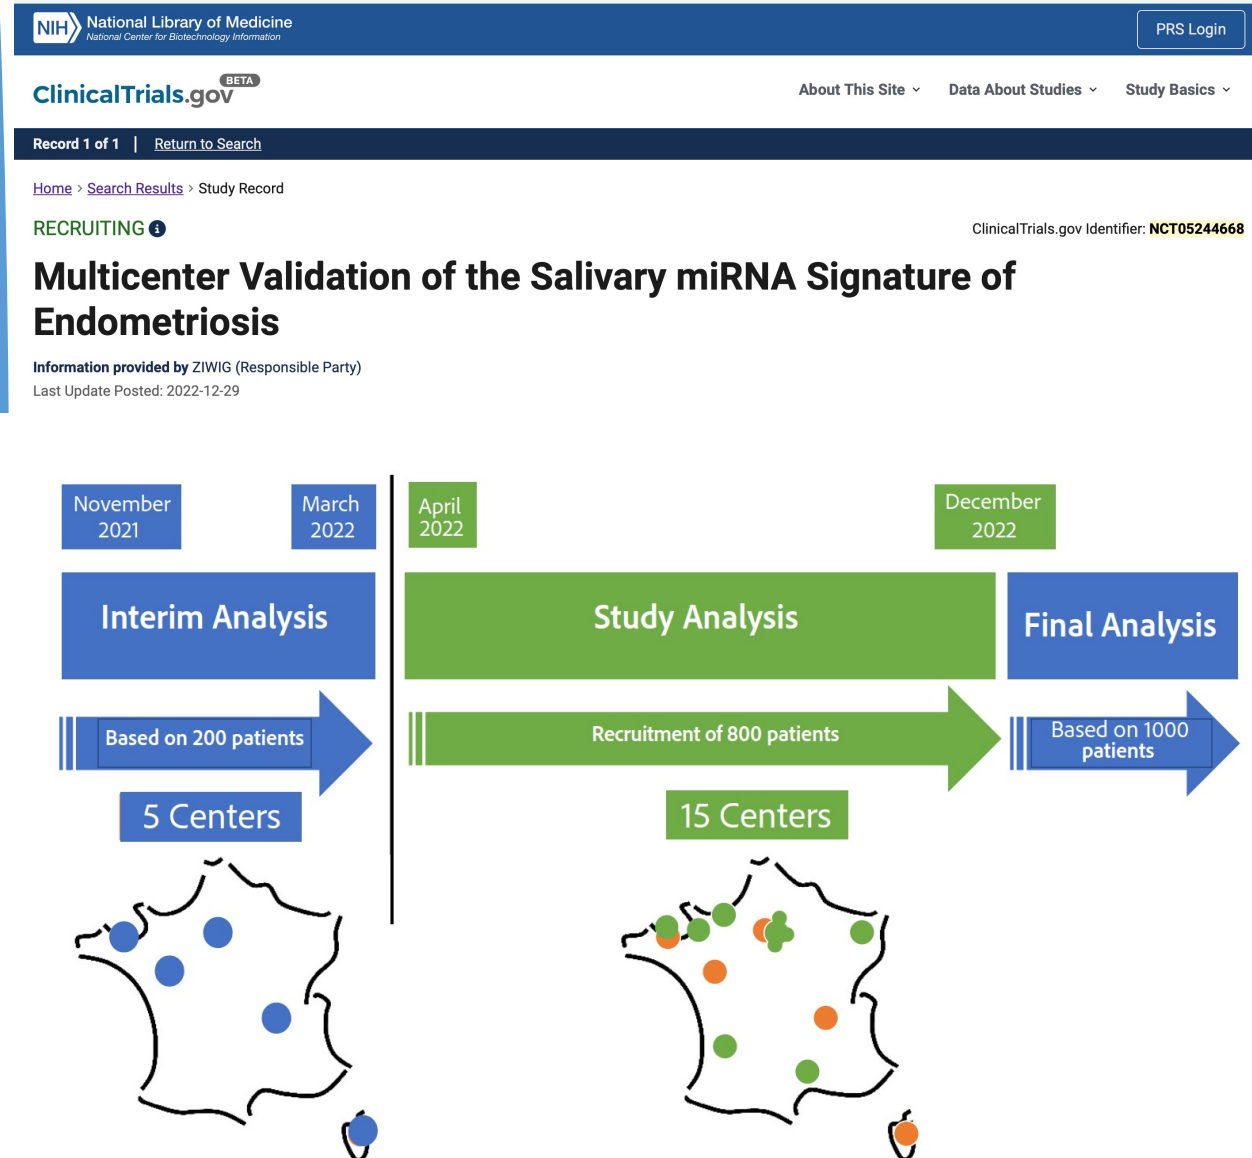 NIH National Library of Medicine
National Center for Biotechnology Information
PRS Login
ClinicalTrials.gov BETA
About This Site
Data About Studies
Study Basics
Record 1 of 1 | Return to Search
Home > Search Results > Study Record
RECRUITING
ClinicalTrials.gov Identifier: NCT05244668
Multicenter Validation of the Salivary miRNA Signature of
Endometriosis
Information provided by ZIWIG (Responsible Party)
Last Update Posted: 2022-12-29
November
2021
March
2022
April
2022
December
2022
Interim Analysis
Study Analysis
Final Analysis
Based on 200 patients
Recruitment of 800 patients
Based on 1000
patients
5 Centers
15 Centers